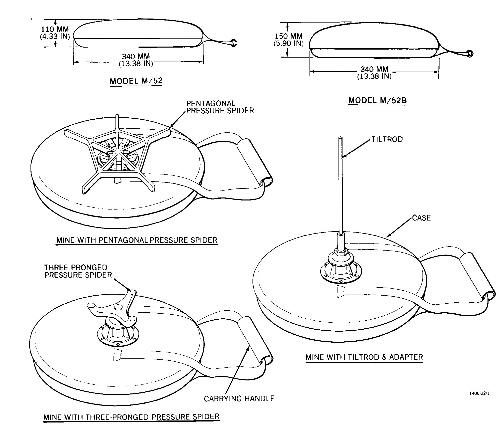 110 MM
(4.33 IN)
340 MM
(13.38 IN)
MODEL M/52
150 MM
(5.90 IN)
340 MM
(13.38 IN)
MODEL M/52B
PENTAGONAL
PRESSURE SPIDER
MINE WITH PENTAGONAL PRESSURE SPIDER
TILTROD
CASE
MINE WITH TILTROD & ADAPTER
THREE-PRONGED
PRESSURE SPIDER
CARRYING HANDLE
MINE WITH THREE-PRONGED PRESSURE SPIDER